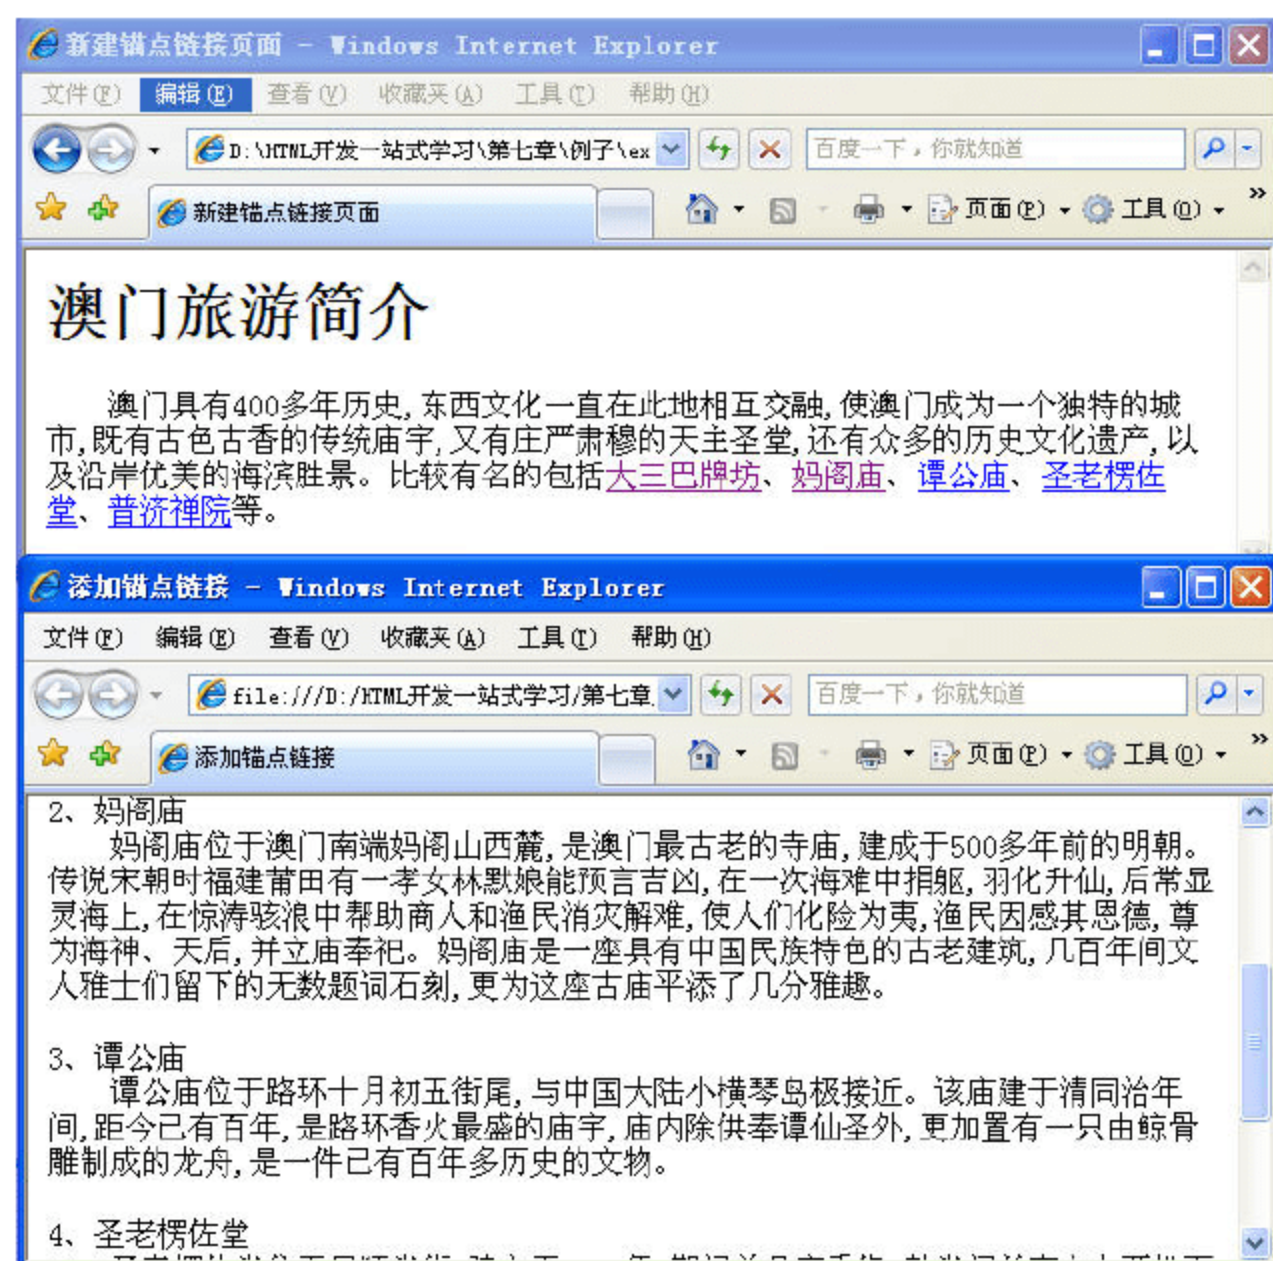 新建锚点链接页面 - Windows Internet Explorer
文件(F) 编辑(E) 查看(V) 收藏夹(A) 工具(T) 帮助(H)
D:\HTML开发一站式学习\第七章\例子\ex 百度一下，你就知道
新建锚点链接页面 页面(P) 工具(O) »
澳门旅游简介
澳门具有400多年历史,东西文化一直在此地相互交融,使澳门成为一个独特的城
市,既有古色古香的传统庙宇,又有庄严肃穆的天主圣堂,还有众多的历史文化遗产,以
及沿岸优美的海滨胜景。比较有名的包括大三巴牌坊、妈阁庙、谭公庙、圣老楞佐
堂、普济禅院等。
添加锚点链接 - Windows Internet Explorer
文件(F) 编辑(E) 查看(V) 收藏夹(A) 工具(T) 帮助(H)
file:///D:/HTML开发一站式学习/第七章. 百度一下，你就知道
添加锚点链接 页面(P) 工具(O) »
2、妈阁庙
妈阁庙位于澳门南端妈阁山西麓,是澳门最古老的寺庙,建成于500多年前的明朝。
传说宋朝时福建莆田有一孝女林默娘能预言吉凶,在一次海难中捐躯,羽化升仙,后常显
灵海上,在惊涛骇浪中帮助商人和渔民消灾解难,使人们化险为夷,渔民因感其恩德,尊
为海神、天后,并立庙奉祀。妈阁庙是一座具有中国民族特色的古老建筑,几百年间文
人雅士们留下的无数题词石刻,更为这座古庙平添了几分雅趣。
3、谭公庙
谭公庙位于路环十月初五街尾,与中国大陆小横琴岛极接近。该庙建于清同治年
间,距今已有百年,是路环香火最盛的庙宇,庙内除供奉谭仙圣外,更加置有一只由鲸骨
雕制成的龙舟,是一件已有百年多历史的文物。
4、圣老楞佐堂